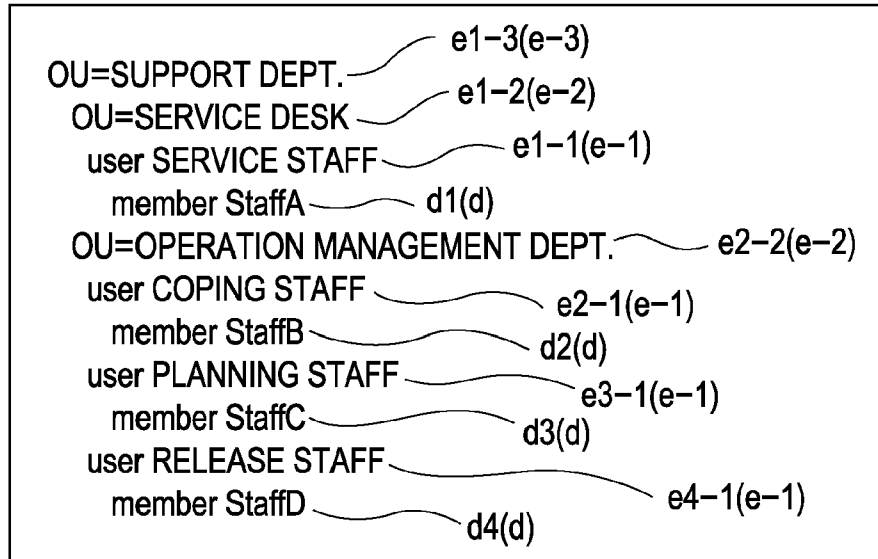 OU=SUPPORT DEPT. e1-3(e-3)
OU=SERVICE DESK e1-2(e-2)
user SERVICE STAFF e1-1(e-1)
member StaffA d1(d)
OU=OPERATION MANAGEMENT DEPT. e2-2(e-2)
user COPING STAFF e2-1(e-1)
member StaffB d2(d)
user PLANNING STAFF e3-1(e-1)
member StaffC d3(d)
user RELEASE STAFF e4-1(e-1)
member StaffD d4(d)